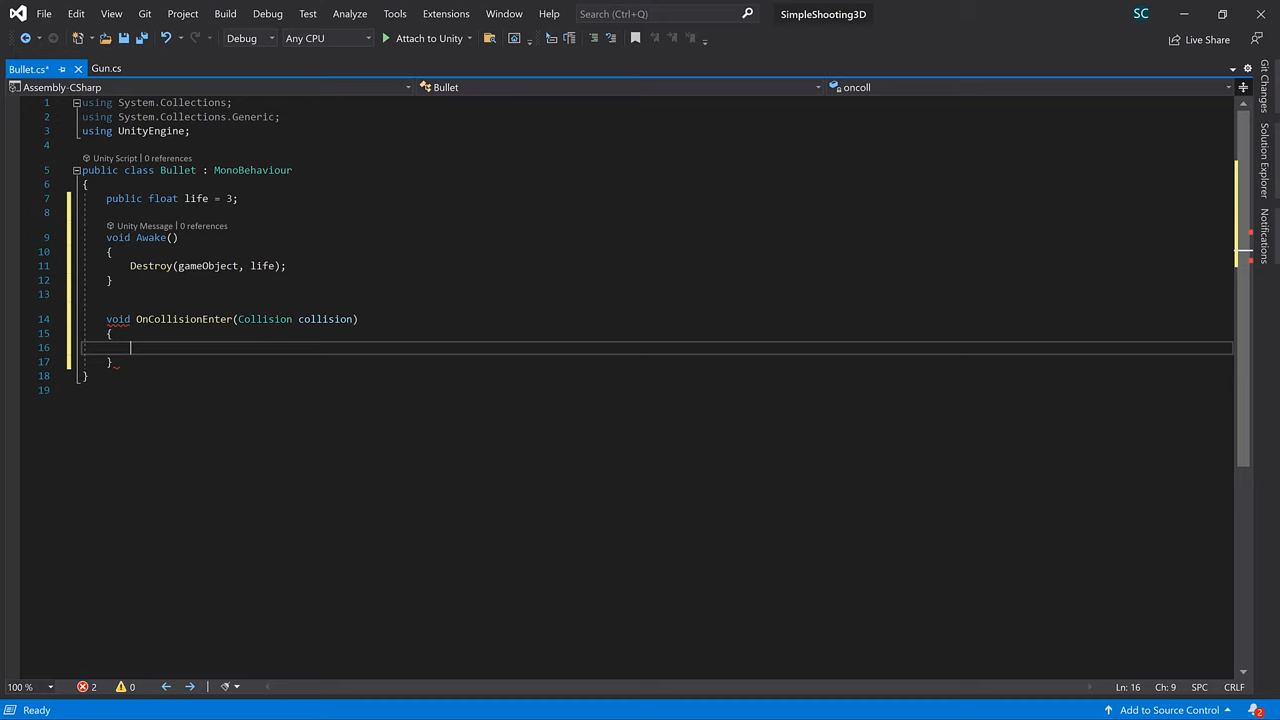 File Edit View Git Project Build Debug Test Analyze Tools Extensions Window Help Search (Ctrl+Q) SimpleShooting3D SC
Debug Any CPU Attach to Unity Live Share
Bullet.cs* Gun.cs
Assembly-CSharp Bullet oncoll
1 using System.Collections;
2 using System.Collections.Generic;
3 using UnityEngine;
4
Unity Script | 0 references
5 public class Bullet : MonoBehaviour
6 {
7 public float life = 3;
8
Unity Message | 0 references
9 void Awake()
10 {
11 Destroy(gameObject, life);
12 }
13
14 void OnCollisionEnter(Collision collision)
15 {
16
17 }
18 }
19
Git Changes
Solution Explorer
Notifications
100 % 2 0 Ln: 16 Ch: 9 SPC CRLF
Ready Add to Source Control 2